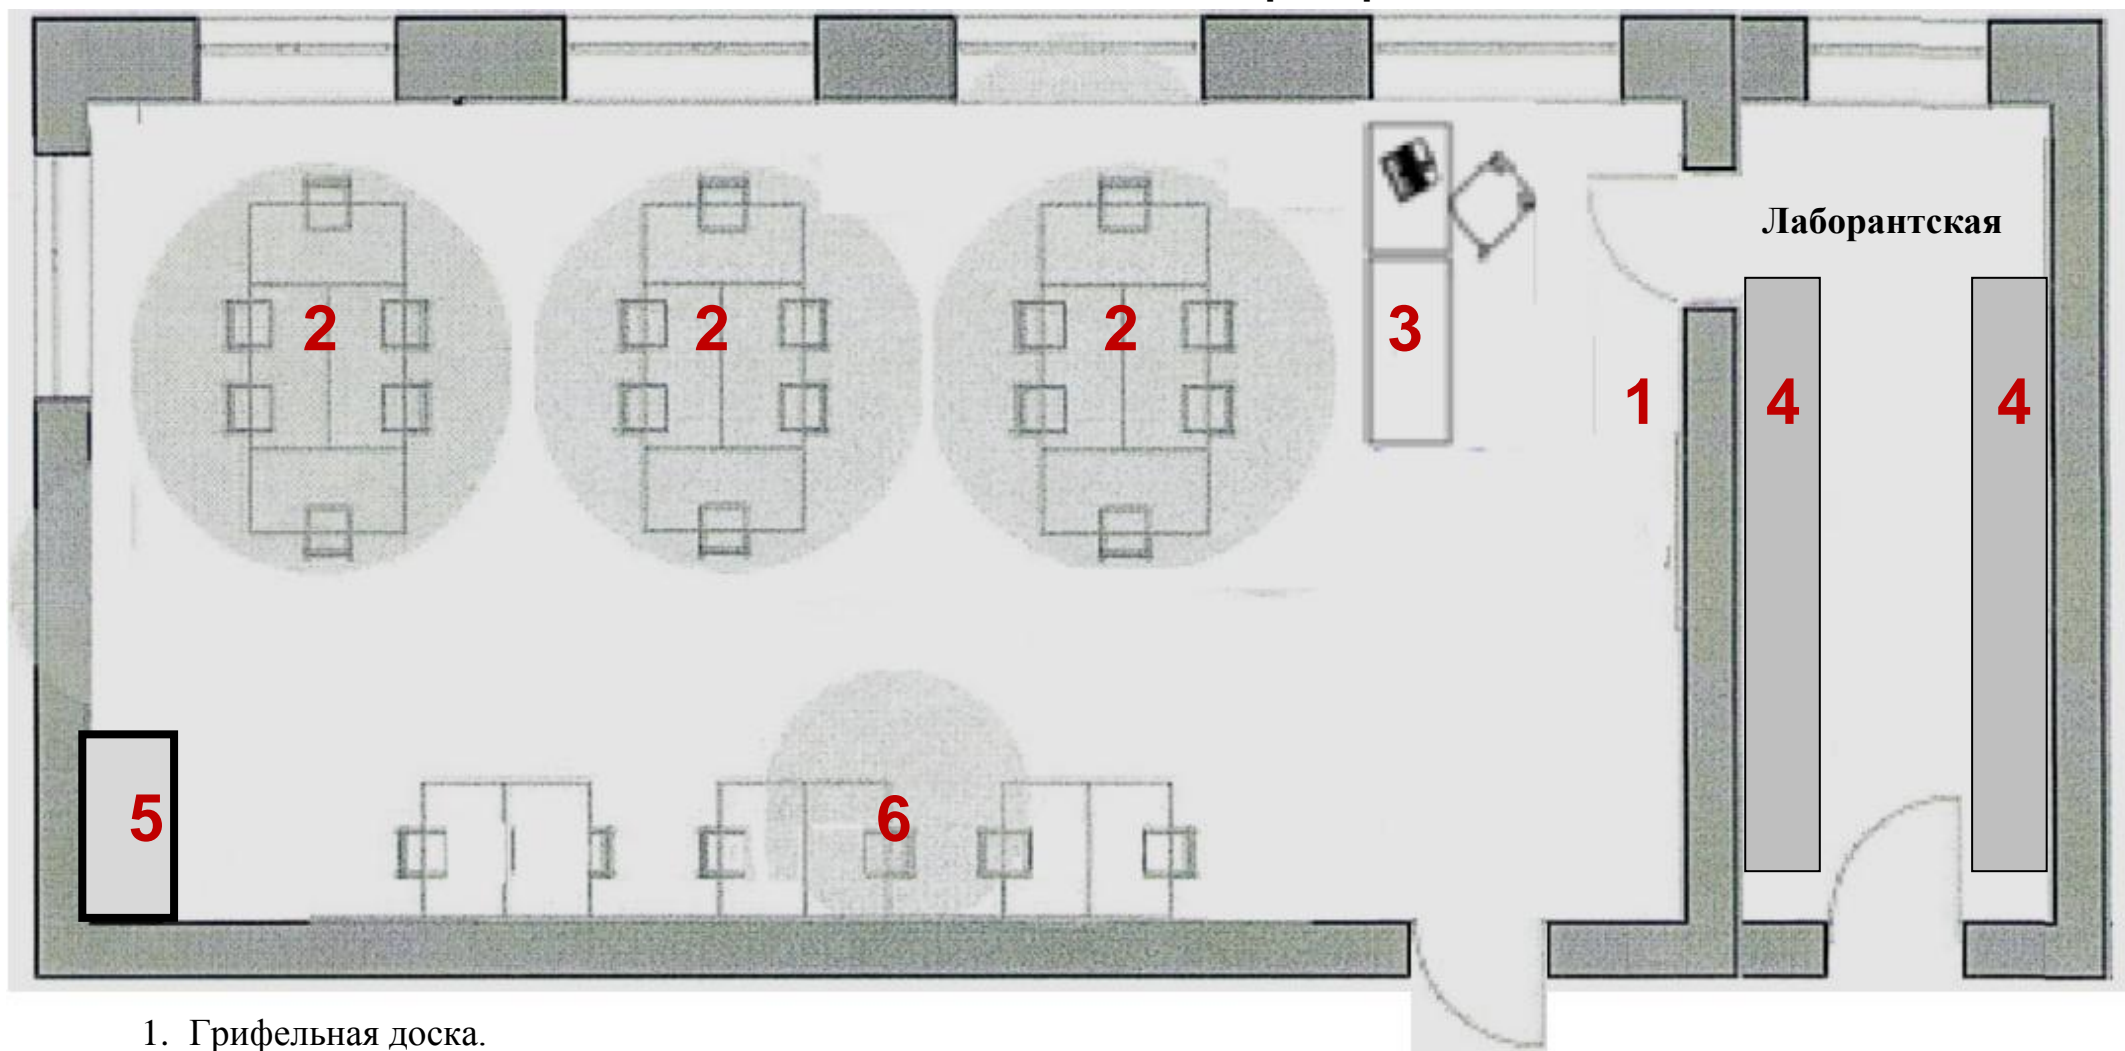 Лаборантская
2 2 2 3
1 4 4
5 6
1. Грифельная доска.